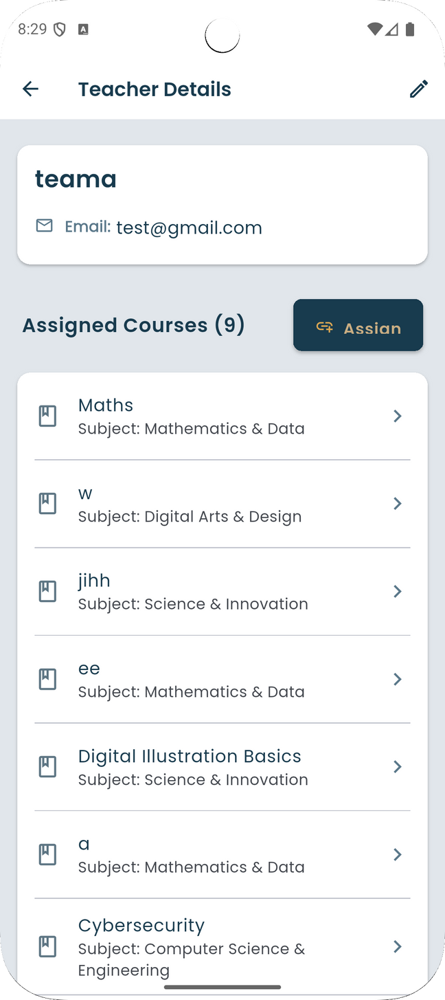 8:29
Teacher Details
teama
Email: test@gmail.com
Assigned Courses (9)
Assign
Maths
Subject: Mathematics & Data
w
Subject: Digital Arts & Design
jihh
Subject: Science & Innovation
ee
Subject: Mathematics & Data
Digital Illustration Basics
Subject: Science & Innovation
a
Subject: Mathematics & Data
Cybersecurity
Subject: Computer Science &
Engineering